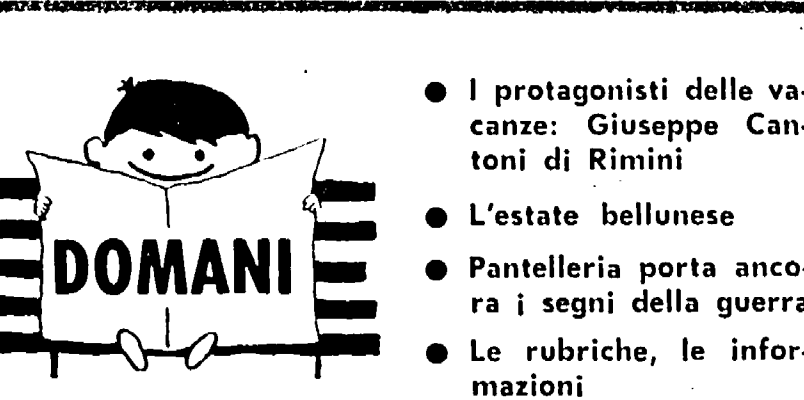 DOMANI
● I protagonisti delle va-
canze: Giuseppe Can-
toni di Rimini
● L'estate bellunese
● Pantelleria porta anco-
ra i segni della guerra
● Le rubriche, le infor-
mazioni